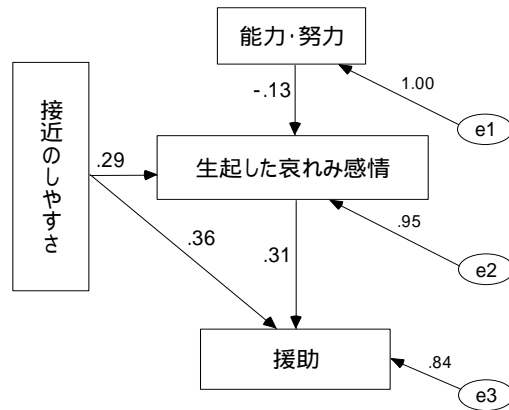 能力・努力
1.00
-.13
e1
接近のしやすさ
.29
生起した哀れみ感情
.95
.36
.31
e2
援助
.84
e3